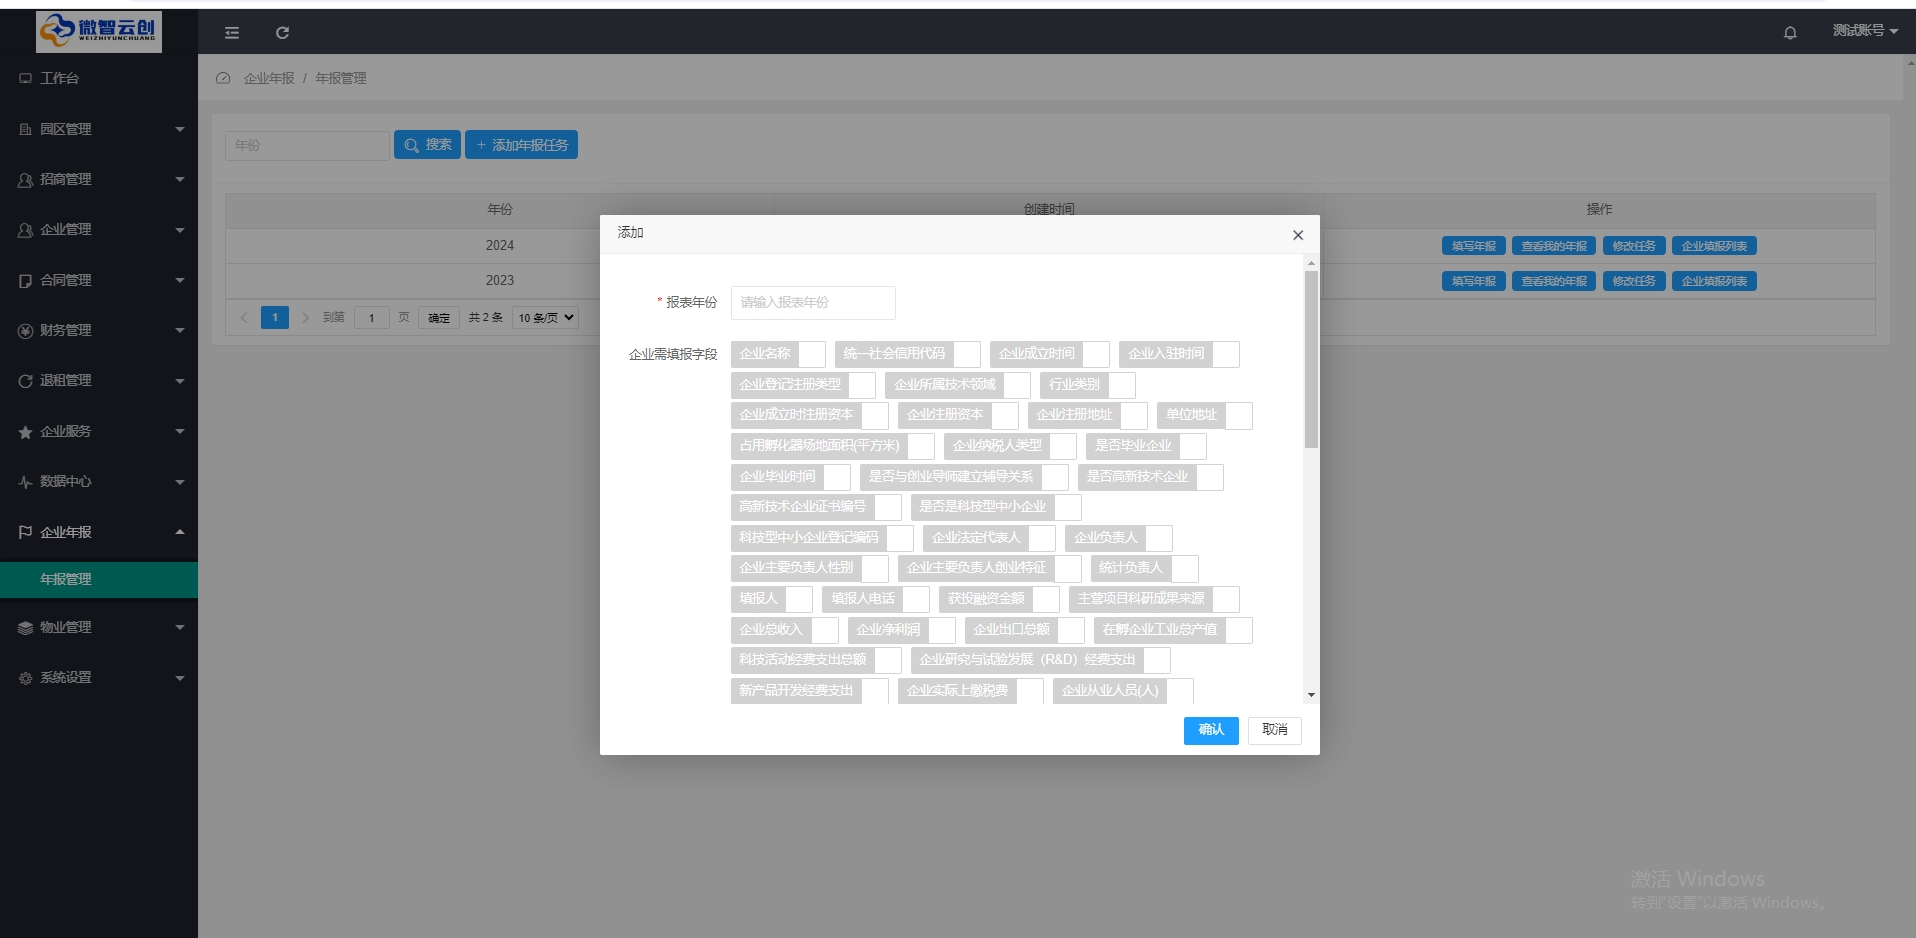 微智云创
WEIZHIYUNCHUANG
测试账号
工作台
园区管理
招商管理
企业管理
合同管理
财务管理
退租管理
企业服务
数据中心
企业年报
年报管理
物业管理
系统设置
企业年报 / 年报管理
年份 搜索 + 添加年报任务
年份 创建时间 操作
2024 填写年报 查看我的年报 修改任务 企业填报列表
2023 填写年报 查看我的年报 修改任务 企业填报列表
1 到第 1 页 确定 共 2 条 10 条/页
添加
* 报表年份 请输入报表年份
企业需填报字段 企业名称 统一社会信用代码 企业成立时间 企业入驻时间
企业登记注册类型 企业所属技术领域 行业类别
企业成立时注册资本 企业注册资本 企业注册地址 单位地址
占用孵化器场地面积(平方米) 企业纳税人类型 是否毕业企业
企业毕业时间 是否与创业导师建立辅导关系 是否高新技术企业
高新技术企业证书编号 是否是科技型中小企业
科技型中小企业登记编码 企业法定代表人 企业负责人
企业主要负责人性别 企业主要负责人创业特征 统计负责人
填报人 填报人电话 获投融资金额 主营项目科研成果来源
企业总收入 企业净利润 企业出口总额 在孵企业工业总产值
科技活动经费支出总额 企业研究与试验发展（R&D）经费支出
新产品开发经费支出 企业实际上缴税费 企业从业人员(人)
确认 取消
激活 Windows
转到“设置”以激活 Windows。